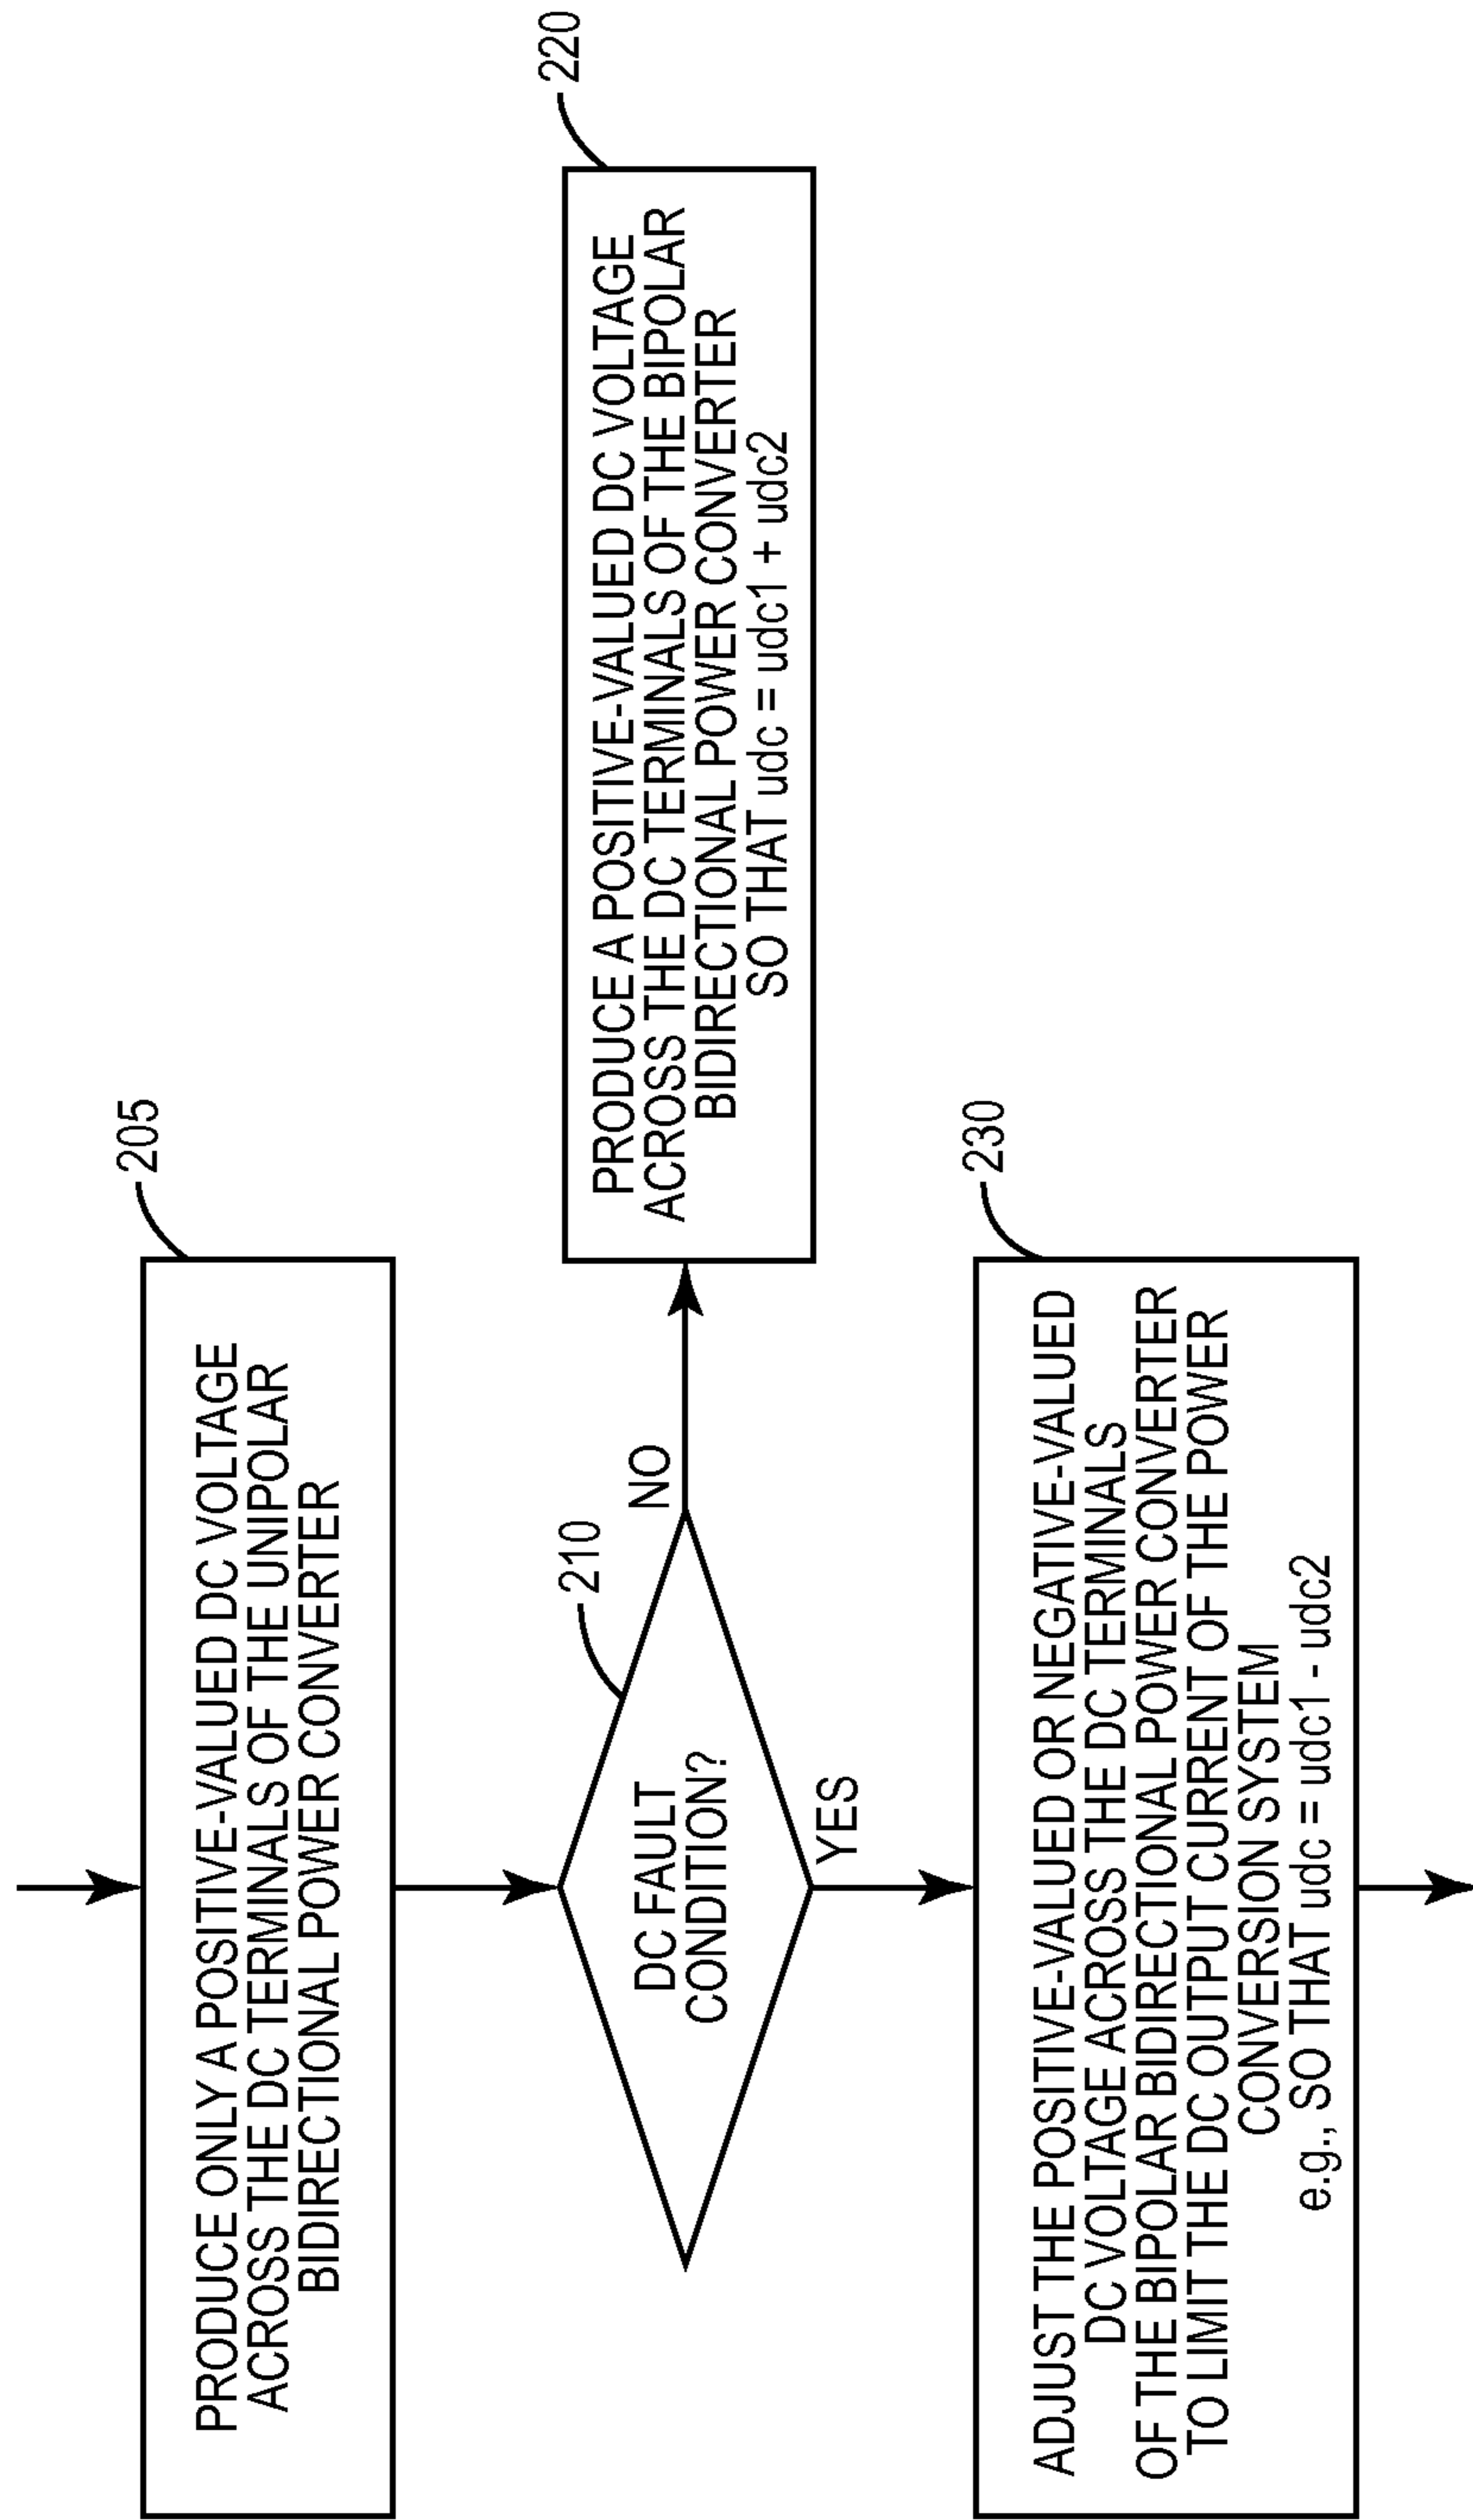 205
PRODUCE ONLY A POSITIVE-VALUED DC VOLTAGE
ACROSS THE DC TERMINALS OF THE UNIPOLAR
BIDIRECTIONAL POWER CONVERTER
210
DC FAULT
CONDITION?
NO
YES
220
PRODUCE A POSITIVE-VALUED DC VOLTAGE
ACROSS THE DC TERMINALS OF THE BIPOLAR
BIDIRECTIONAL POWER CONVERTER
SO THAT udc = udc1 + udc2
230
ADJUST THE POSITIVE-VALUED OR NEGATIVE-VALUED
DC VOLTAGE ACROSS THE DC TERMINALS
OF THE BIPOLAR BIDIRECTIONAL POWER CONVERTER
TO LIMIT THE DC OUTPUT CURRENT OF THE POWER
CONVERSION SYSTEM
e.g., SO THAT udc = udc1 - udc2